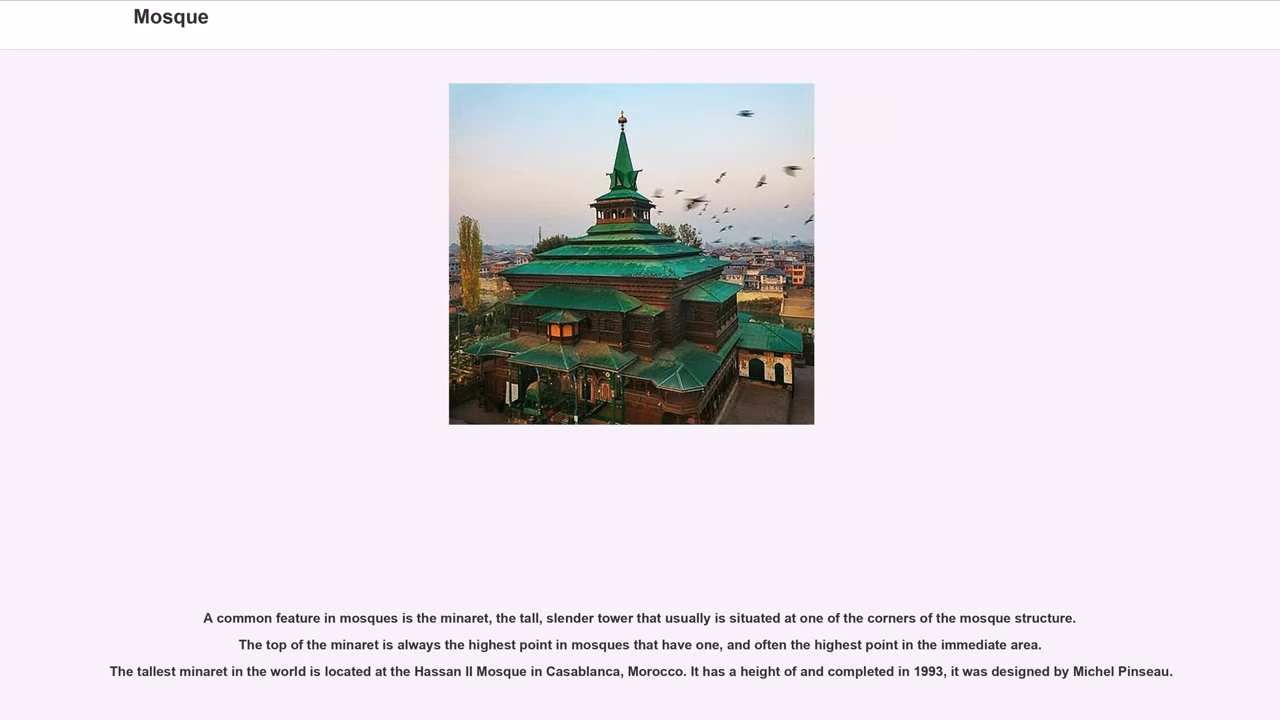 Mosque
A common feature in mosques is the minaret, the tall, slender tower that usually is situated at one of the corners of the mosque structure.
The top of the minaret is always the highest point in mosques that have one, and often the highest point in the immediate area.
The tallest minaret in the world is located at the Hassan II Mosque in Casablanca, Morocco. It has a height of and completed in 1993, it was designed by Michel Pinseau.